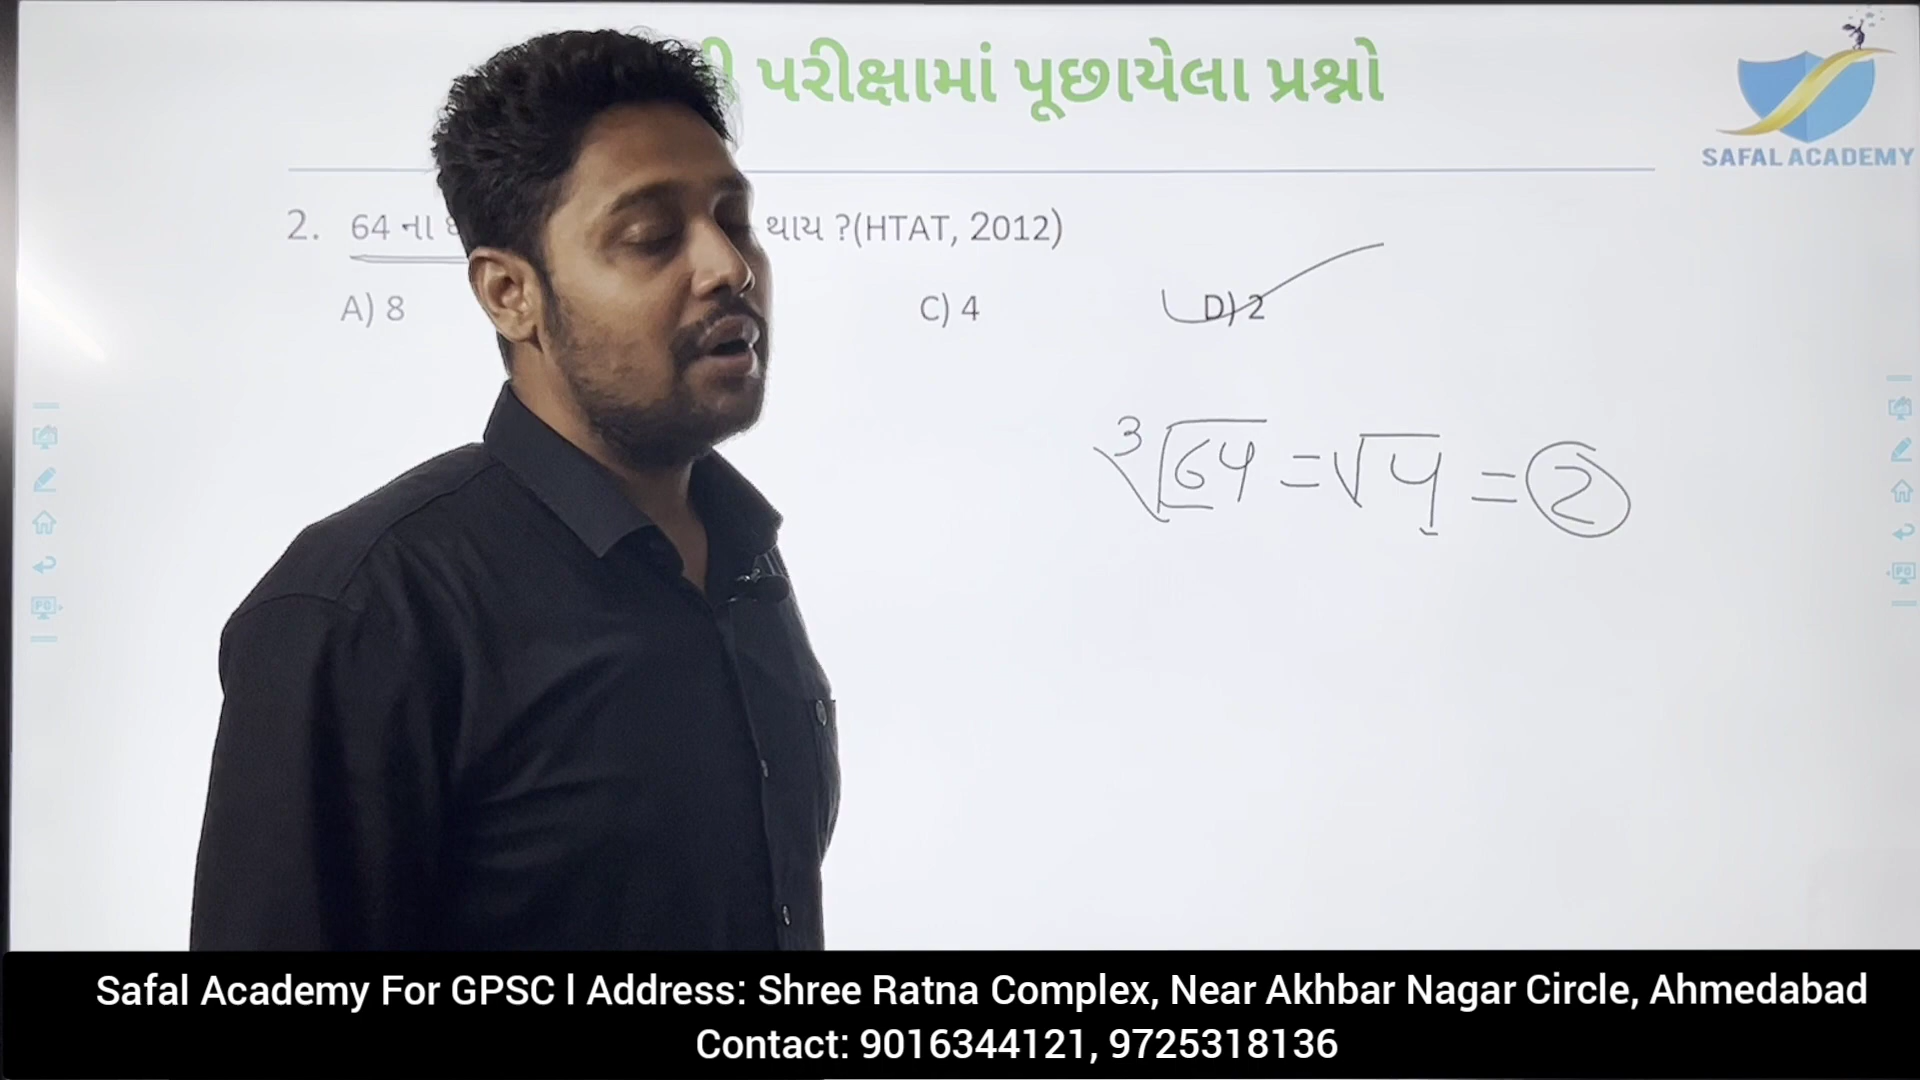 પરીક્ષામાં પૂછાયેલા પ્રશ્નો
SAFAL ACADEMY
2. 64 ના થાય ?(HTAT, 2012)
A) 8 C) 4 D) 2
∛64 = √4 = 2
Safal Academy For GPSC l Address: Shree Ratna Complex, Near Akhbar Nagar Circle, Ahmedabad
Contact: 9016344121, 9725318136